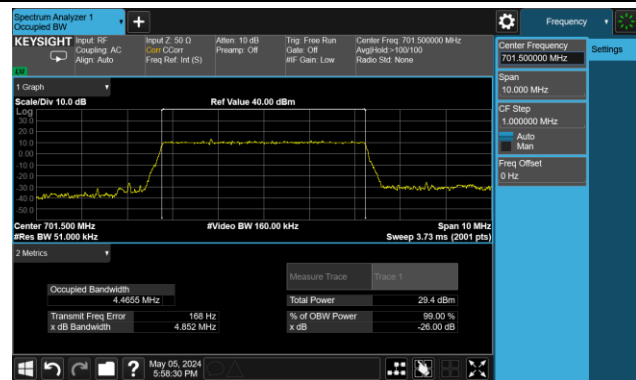 Spectrum Analyzer 1
Occupied BW
+
Frequency
KEYSIGHT
Input: RF
Coupling: AC
Align: Auto
Input Z: 50 Ω
Corr CCorr
Freq Ref: Int (S)
Atten: 10 dB
Preamp: Off
Trig: Free Run
Gate: Off
#IF Gain: Low
Center Freq: 701.500000 MHz
Avg|Hold:>100/100
Radio Std: None
Center Frequency
701.500000 MHz
Settings
Span
10.000 MHz
CF Step
1.000000 MHz
Auto
Man
Freq Offset
0 Hz
1 Graph
Scale/Div 10.0 dB
Ref Value 40.00 dBm
Log
30.0
20.0
10.0
0.00
-10.0
-20.0
-30.0
-40.0
-50.0
Center 701.500 MHz
#Video BW 160.00 kHz
Span 10 MHz
#Res BW 51.000 kHz
Sweep 3.73 ms (2001 pts)
2 Metrics
Measure Trace
Trace 1
Occupied Bandwidth
4.4655 MHz
Total Power
29.4 dBm
Transmit Freq Error
168 Hz
% of OBW Power
99.00 %
x dB Bandwidth
4.852 MHz
x dB
-26.00 dB
?
May 05, 2024
5:58:30 PM